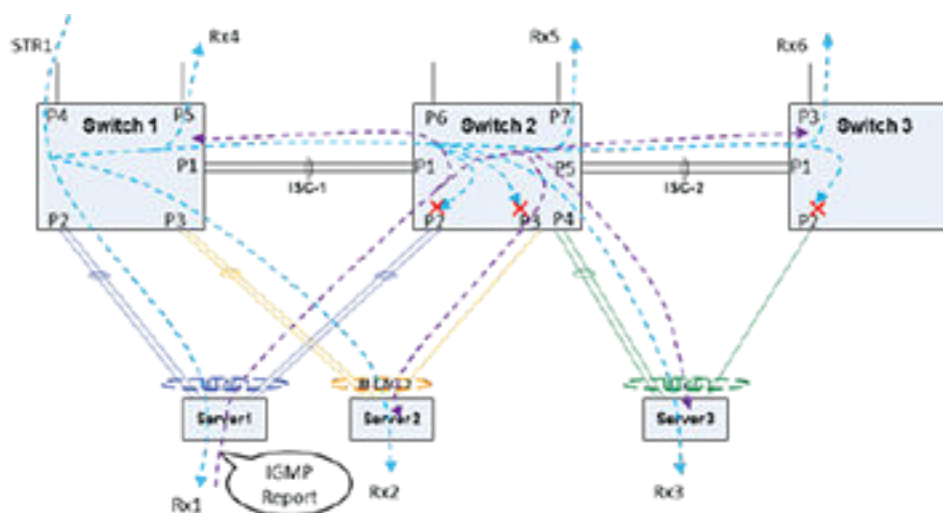 STR1
Rx4
Rx5
Rx6
P4
P5
Switch 1
P6
P7
Switch 2
P3
Switch 3
P1
P1
P5
P1
ISC-1
ISC-2
P2
P3
P2
P3
P4
P2
Server1
Server2
Server3
IGMP
Report
Rx1
Rx2
Rx3